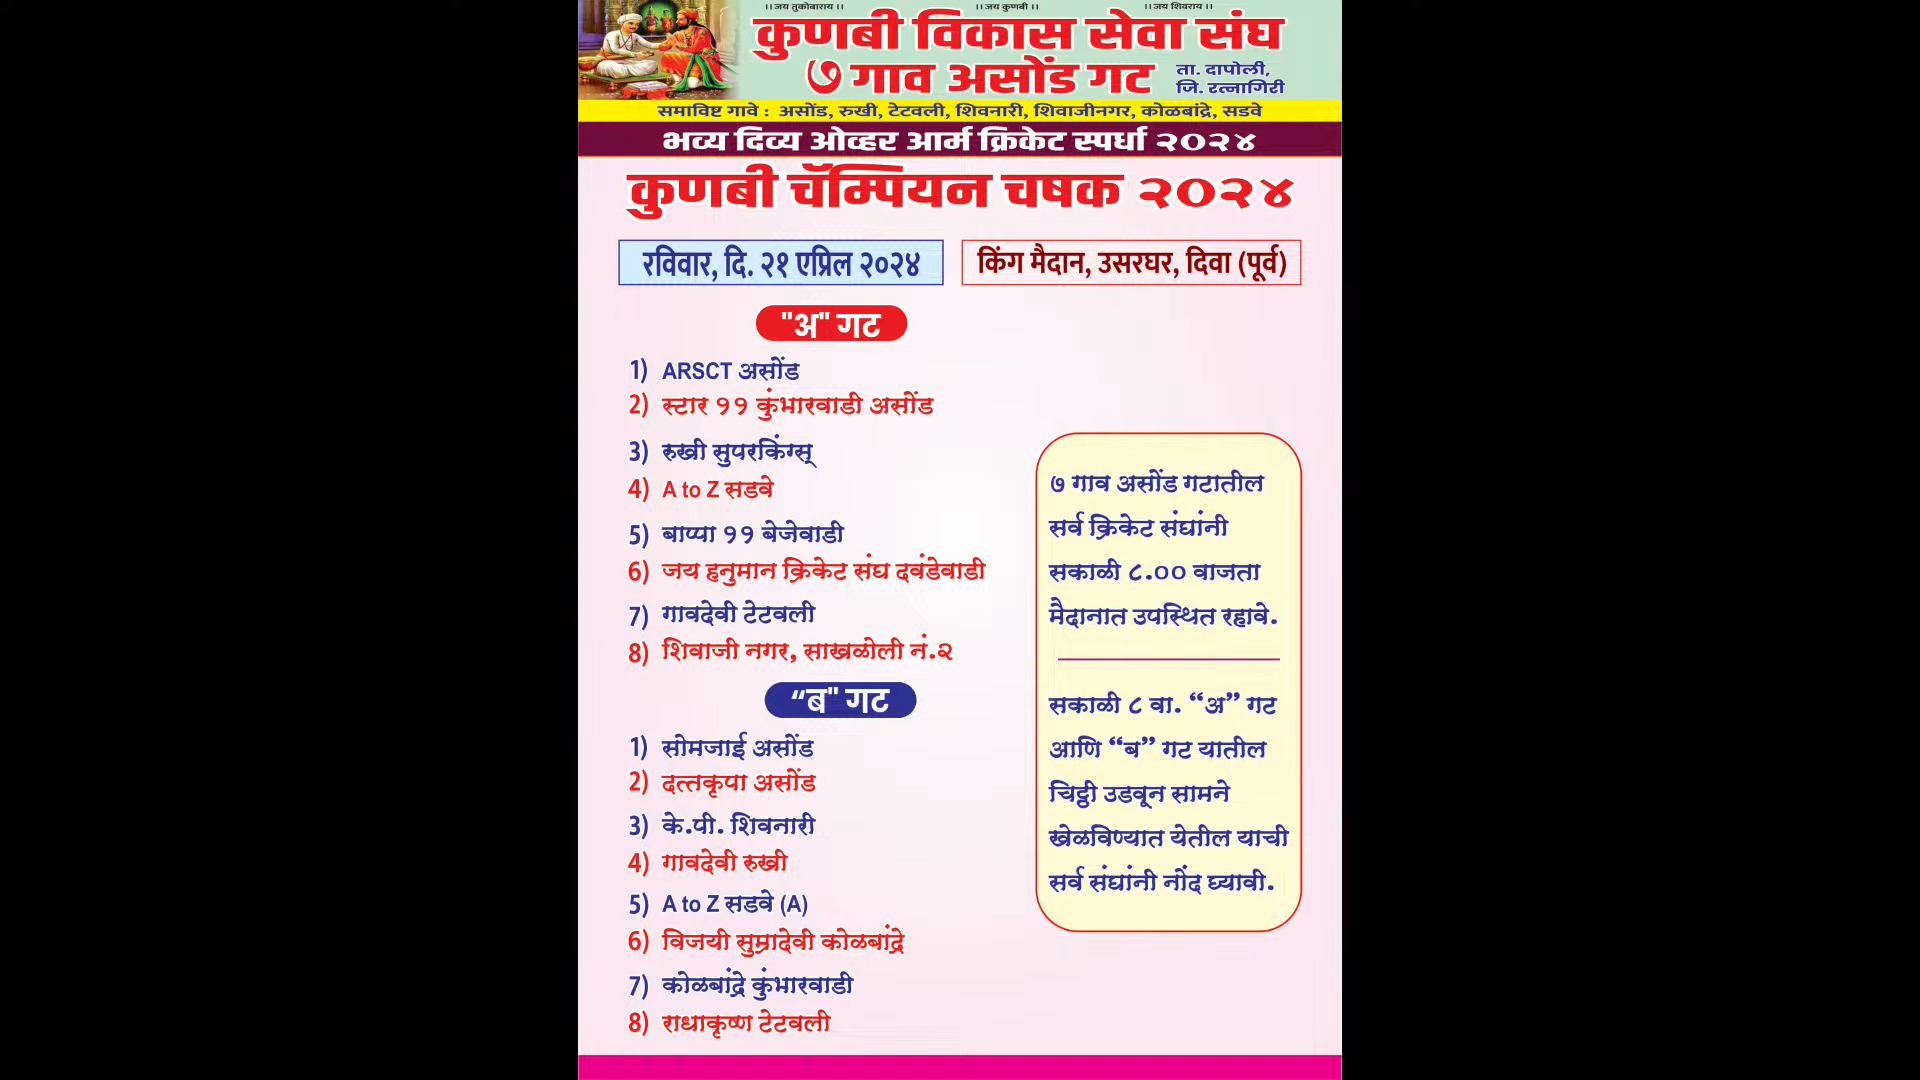 ।। जय तुकोबाराय ।। ।। जय कुणबी ।। ।। जय शिवराय ।।
कुणबी विकास सेवा संघ
७ गाव असोंड गट ता. दापोली, जि. रत्नागिरी
समाविष्ट गावे : असोंड, रुखी, टेटवली, शिवनारी, शिवाजीनगर, कोळबांद्रे, सडवे
भव्य दिव्य ओव्हर आर्म क्रिकेट स्पर्धा २०२४
कुणबी चॅम्पियन चषक २०२४
रविवार, दि. २१ एप्रिल २०२४
किंग मैदान, उसरघर, दिवा (पूर्व)
"अ" गट
1) ARSCT असोंड
2) स्टार ११ कुंभारवाडी असोंड
3) रुखी सुपरकिंग्स्
4) A to Z सडवे
5) बाप्पा ११ बेजेवाडी
6) जय हनुमान क्रिकेट संघ दवंडेवाडी
7) गावदेवी टेटवली
8) शिवाजी नगर, साखळोली नं.२
“ब" गट
1) सोमजाई असोंड
2) दत्तकृपा असोंड
3) के.पी. शिवनारी
4) गावदेवी रुखी
5) A to Z सडवे (A)
6) विजयी सुम्रादेवी कोळबांद्रे
7) कोळबांद्रे कुंभारवाडी
8) राधाकृष्ण टेटवली
७ गाव असोंड गटातील
सर्व क्रिकेट संघांनी
सकाळी ८.०० वाजता
मैदानात उपस्थित रहावे.
सकाळी ८ वा. “अ” गट
आणि “ब” गट यातील
चिठ्ठी उडवून सामने
खेळविण्यात येतील याची
सर्व संघांनी नोंद घ्यावी.